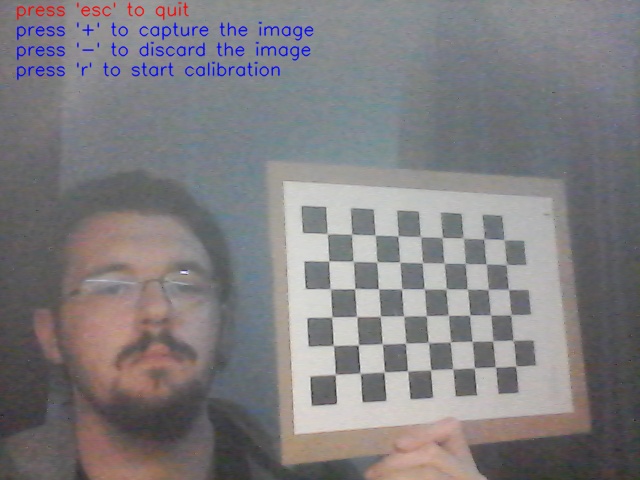 press 'esc' to quit
press '+' to capture the image
press '-' to discard the image
press 'r' to start calibration